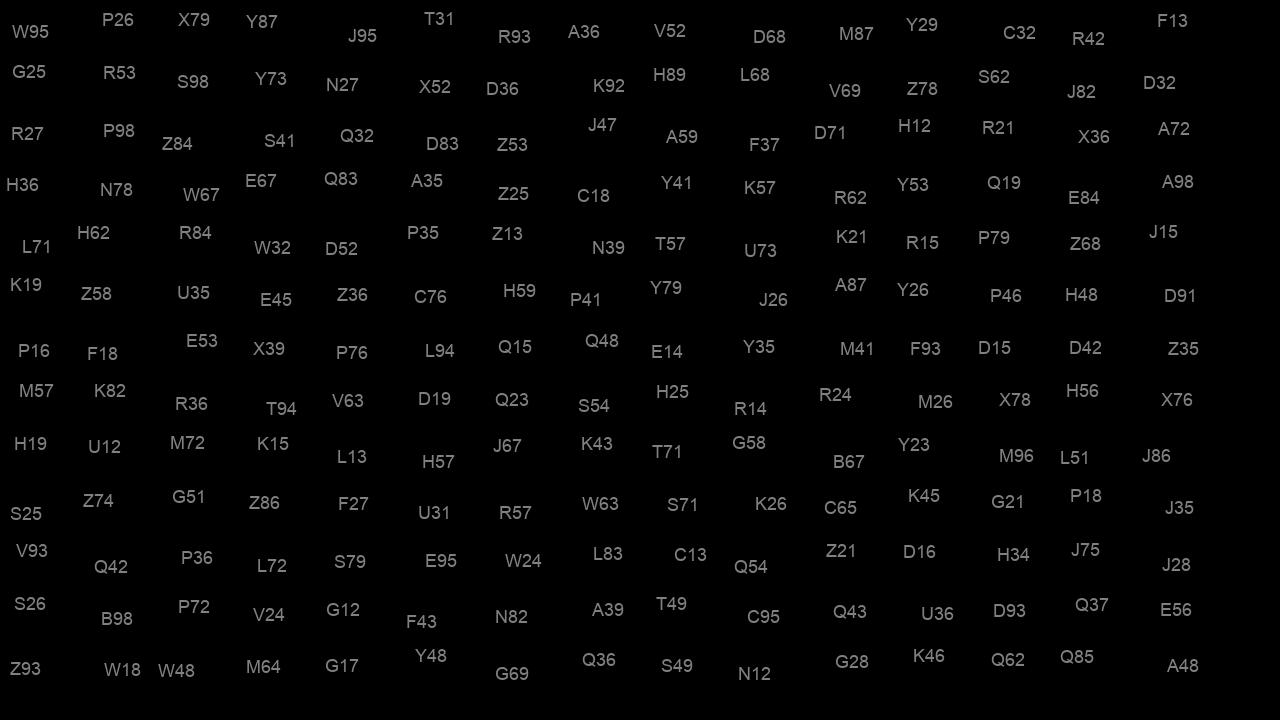 W95 P26 X79 Y87 J95 T31 R93 A36 V52 D68 M87 Y29 C32 R42 F13
G25 R53 S98 Y73 N27 X52 D36 K92 H89 L68 V69 Z78 S62 J82 D32
R27 P98 Z84 S41 Q32 D83 Z53 J47 A59 F37 D71 H12 R21 X36 A72
H36 N78 W67 E67 Q83 A35 Z25 C18 Y41 K57 R62 Y53 Q19 E84 A98
L71 H62 R84 W32 D52 P35 Z13 N39 T57 U73 K21 R15 P79 Z68 J15
K19 Z58 U35 E45 Z36 C76 H59 P41 Y79 J26 A87 Y26 P46 H48 D91
P16 F18 E53 X39 P76 L94 Q15 Q48 E14 Y35 M41 F93 D15 D42 Z35
M57 K82 R36 T94 V63 D19 Q23 S54 H25 R14 R24 M26 X78 H56 X76
H19 U12 M72 K15 L13 H57 J67 K43 T71 G58 B67 Y23 M96 L51 J86
S25 Z74 G51 Z86 F27 U31 R57 W63 S71 K26 C65 K45 G21 P18 J35
V93 Q42 P36 L72 S79 E95 W24 L83 C13 Q54 Z21 D16 H34 J75 J28
S26 B98 P72 V24 G12 F43 N82 A39 T49 C95 Q43 U36 D93 Q37 E56
Z93 W18 W48 M64 G17 Y48 G69 Q36 S49 N12 G28 K46 Q62 Q85 A48